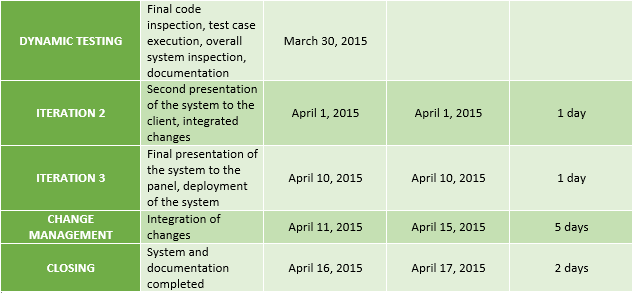 DYNAMIC TESTING
Final code
inspection, test case
execution, overall
system inspection,
documentation
March 30, 2015
ITERATION 2
Second presentation
of the system to the
client, integrated
changes
April 1, 2015
April 1, 2015
1 day
ITERATION 3
Final presentation of
the system to the
panel, deployment
of the system
April 10, 2015
April 10, 2015
1 day
CHANGE
MANAGEMENT
Integration of
changes
April 11, 2015
April 15, 2015
5 days
CLOSING
System and
documentation
completed
April 16, 2015
April 17, 2015
2 days